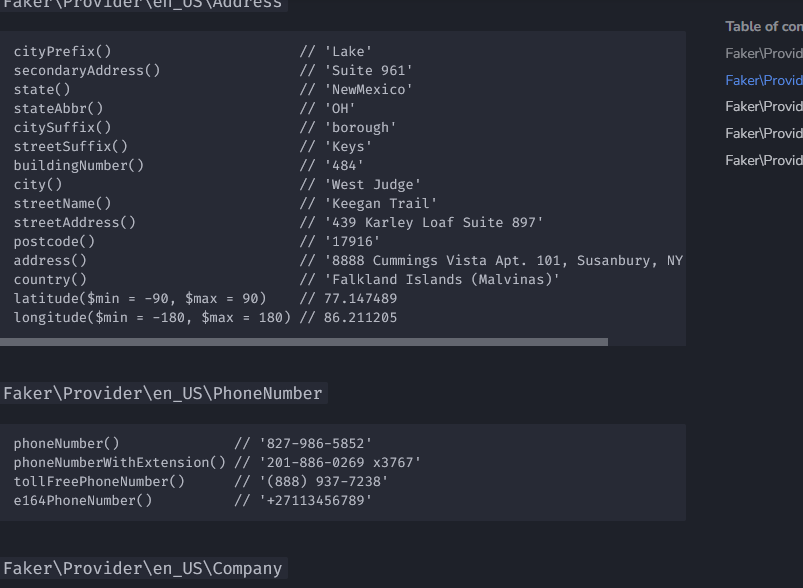 Faker\Provider\en_US\Address
cityPrefix() // 'Lake'
secondaryAddress() // 'Suite 961'
state() // 'NewMexico'
stateAbbr() // 'OH'
citySuffix() // 'borough'
streetSuffix() // 'Keys'
buildingNumber() // '484'
city() // 'West Judge'
streetName() // 'Keegan Trail'
streetAddress() // '439 Karley Loaf Suite 897'
postcode() // '17916'
address() // '8888 Cummings Vista Apt. 101, Susanbury, NY
country() // 'Falkland Islands (Malvinas)'
latitude($min = -90, $max = 90) // 77.147489
longitude($min = -180, $max = 180) // 86.211205
Faker\Provider\en_US\PhoneNumber
phoneNumber() // '827-986-5852'
phoneNumberWithExtension() // '201-886-0269 x3767'
tollFreePhoneNumber() // '(888) 937-7238'
e164PhoneNumber() // '+27113456789'
Faker\Provider\en_US\Company
Table of con
Faker\Provid
Faker\Provid
Faker\Provid
Faker\Provid
Faker\Provid